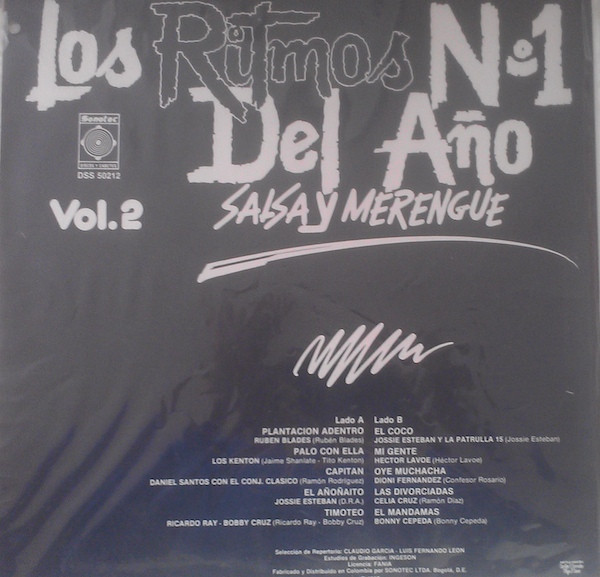 Los Ritmos Nº1
Del Año
SALSA y MERENGUE
Sonotec
DISCOS Y CASSETTES
DSS 50212
Vol.2
Lado A
PLANTACION ADENTRO
RUBEN BLADES (Rubén Blades)
PALO CON ELLA
LOS KENTON (Jaime Shanlate - Tito Kenton)
CAPITAN
DANIEL SANTOS CON EL CONJ. CLASICO (Ramón Rodríguez)
EL AÑOÑAITO
JOSSIE ESTEBAN (D.R.A.)
TIMOTEO
RICARDO RAY - BOBBY CRUZ (Ricardo Ray - Bobby Cruz)
Lado B
EL COCO
JOSSIE ESTEBAN Y LA PATRULLA 15 (Jossie Esteban)
MI GENTE
HECTOR LAVOE (Héctor Lavoe)
OYE MUCHACHA
DIONI FERNANDEZ (Confesor Rosario)
LAS DIVORCIADAS
CELIA CRUZ (Ramón Díaz)
EL MANDAMAS
BONNY CEPEDA (Bonny Cepeda)
Selección de Repertorio: CLAUDIO GARCIA - LUIS FERNANDO LEON
Estudios de Grabación: INGESON
Licencia: FANIA
Fabricado y Distribuido en Colombia por SONOTEC LTDA. Bogotá, D.E.